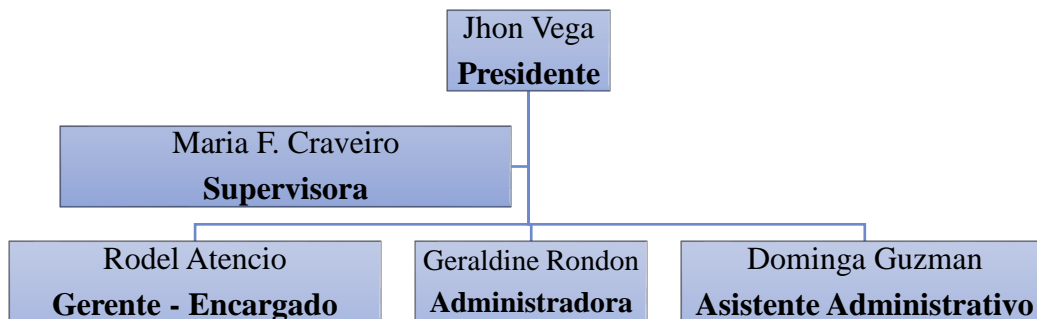 Jhon Vega
Presidente
Maria F. Craveiro
Supervisora
Rodel Atencio
Gerente - Encargado
Geraldine Rondon
Administradora
Dominga Guzman
Asistente Administrativo